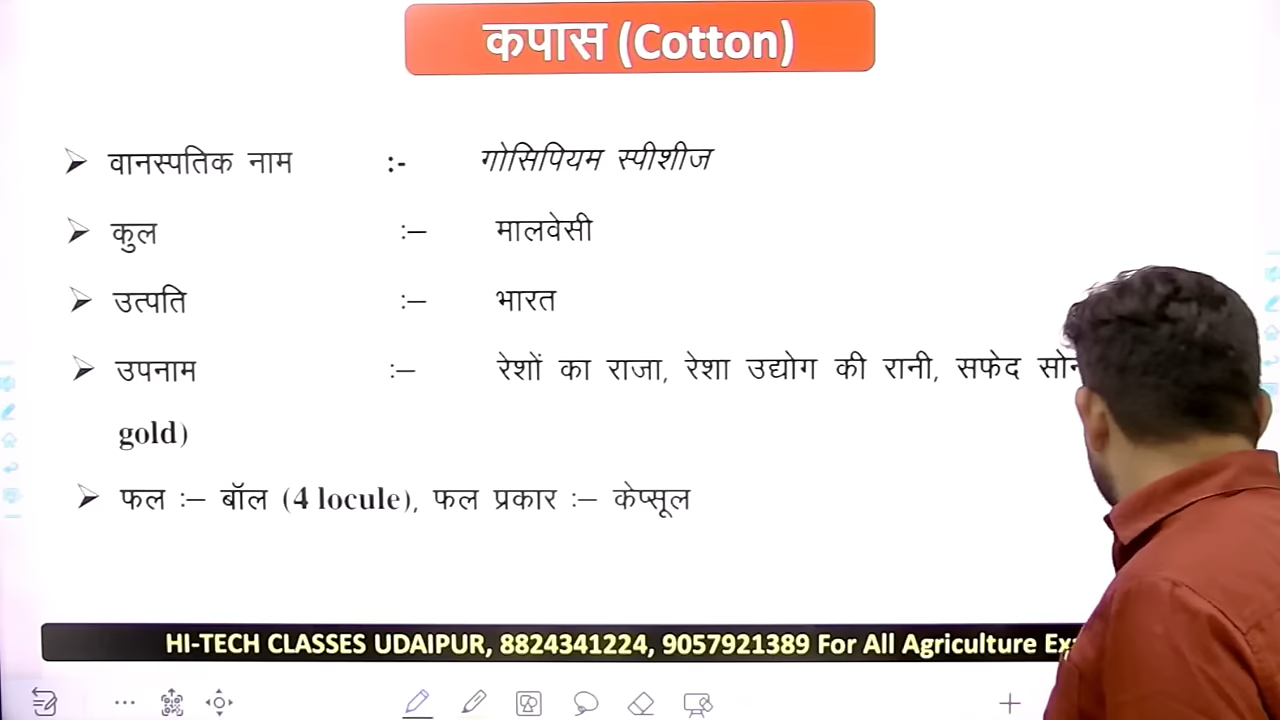 कपास (Cotton)
वानस्पतिक नाम :- गोसिपियम स्पीशीज
कुल :– मालवेसी
उत्पति :– भारत
उपनाम :– रेशों का राजा, रेशा उद्योग की रानी, सफेद
gold)
फल :– बॉल (4 locule), फल प्रकार :– केप्सूल
HI-TECH CLASSES UDAIPUR, 8824341224, 9057921389 For All Agriculture